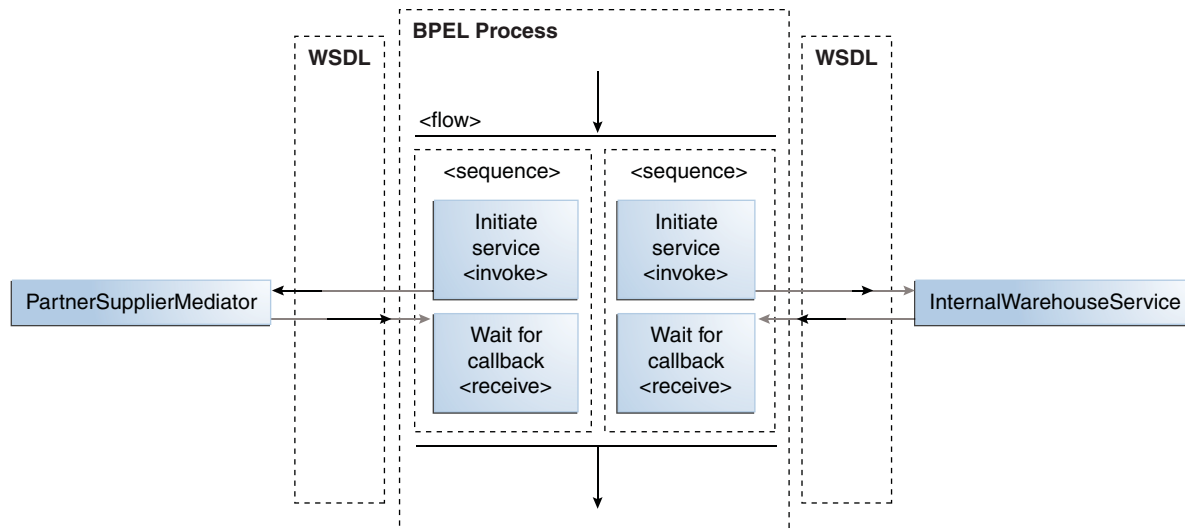 BPEL Process
WSDL
WSDL
<flow>
<sequence>
<sequence>
Initiate
service
<invoke>
Initiate
service
<invoke>
PartnerSupplierMediator
InternalWarehouseService
Wait for
callback
<receive>
Wait for
callback
<receive>